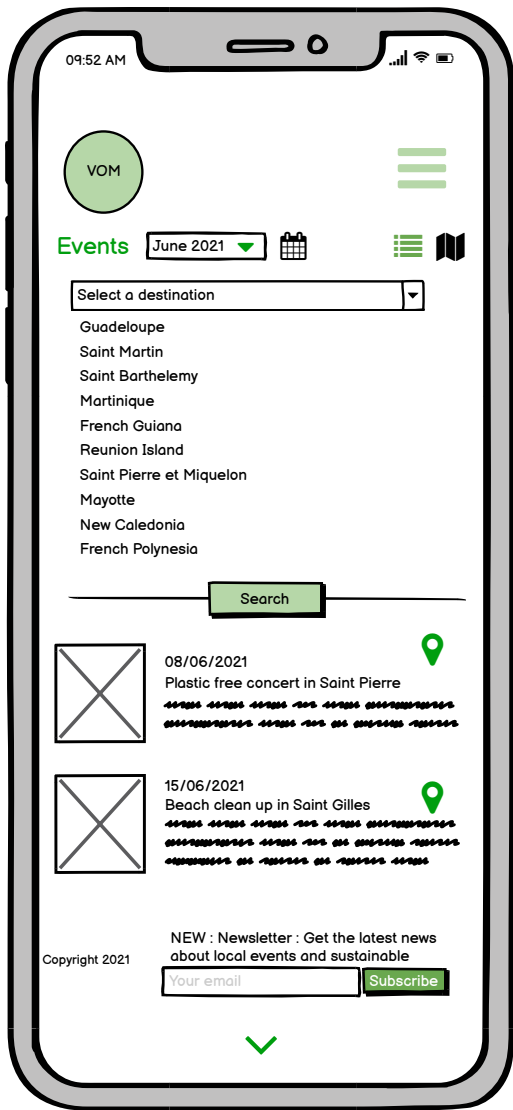 09:52 AM
VOM
Events
June 2021
Select a destination
Guadeloupe
Saint Martin
Saint Barthelemy
Martinique
French Guiana
Reunion Island
Saint Pierre et Miquelon
Mayotte
New Caledonia
French Polynesia
Search
08/06/2021
Plastic free concert in Saint Pierre
15/06/2021
Beach clean up in Saint Gilles
NEW : Newsletter : Get the latest news
about local events and sustainable
Copyright 2021
Your email
Subscribe